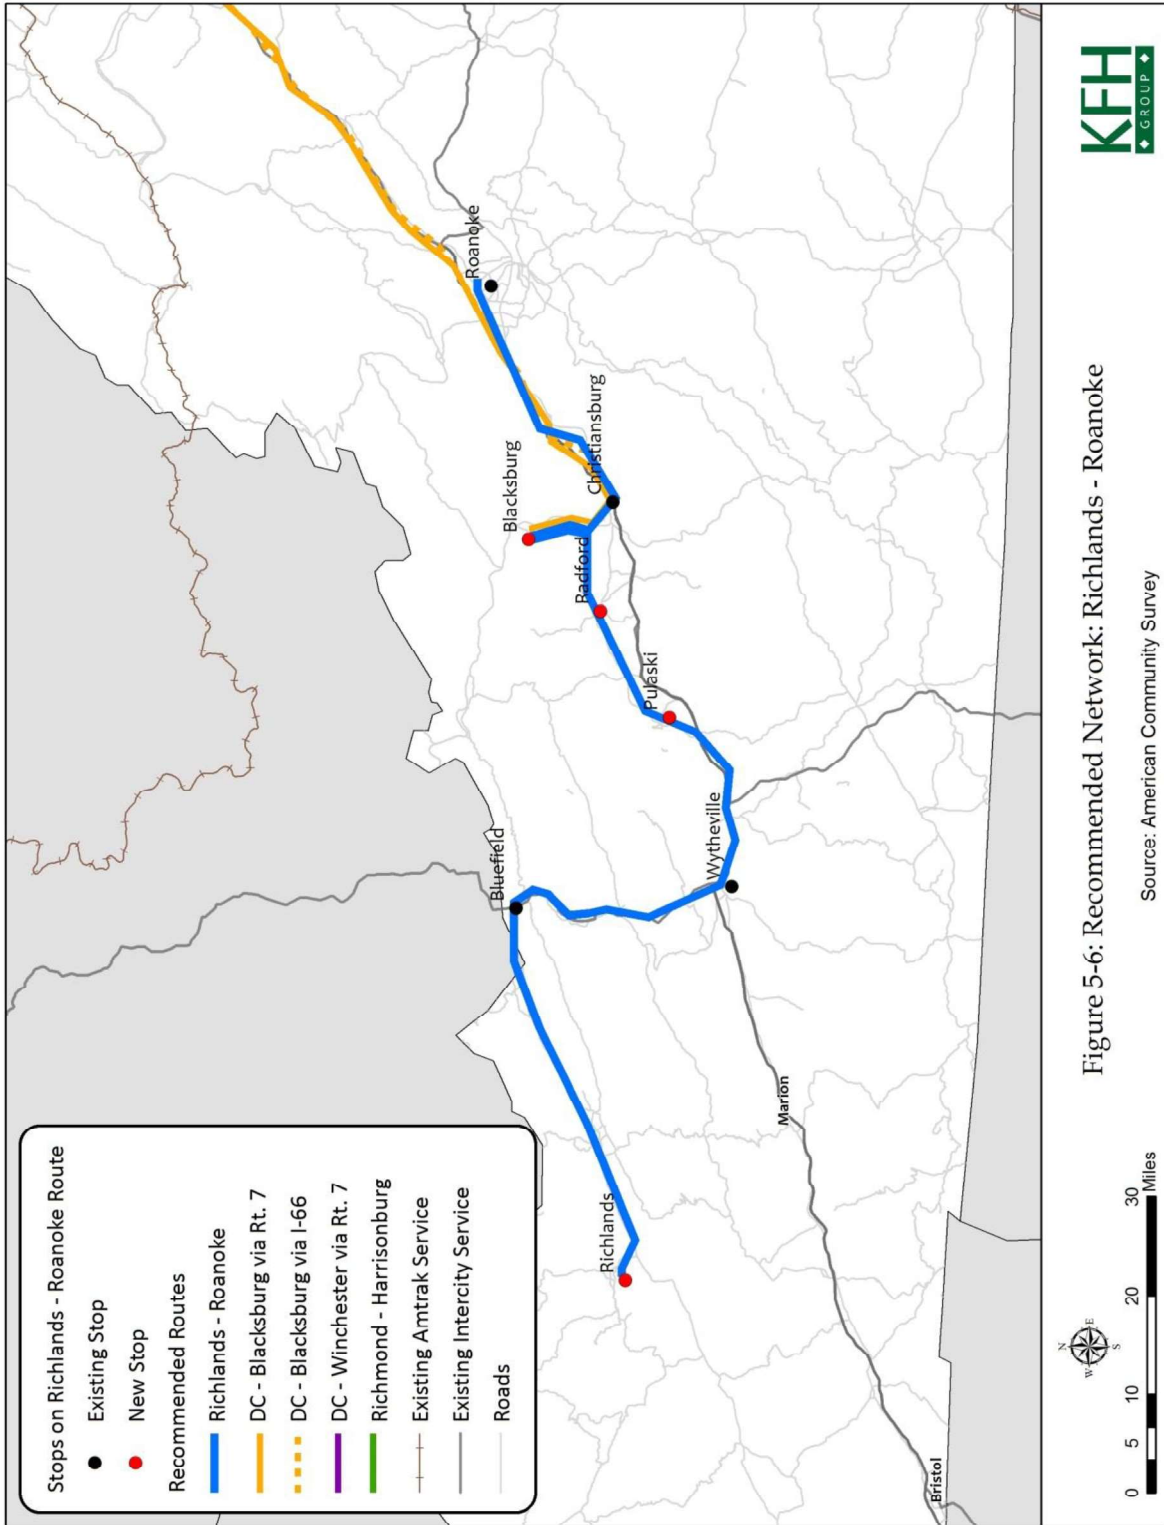 Stops on Richlands - Roanoke Route
Existing Stop
New Stop
Recommended Routes
Richlands - Roanoke
DC - Blacksburg via Rt. 7
DC - Blacksburg via I-66
DC - Winchester via Rt. 7
Richmond - Harrisonburg
Existing Amtrak Service
Existing Intercity Service
Roads
Roanoke
Blacksburg
Christiansburg
Radford
Pulaski
Bluefield
Wytheville
Richlands
Marion
Bristol
N
W
E
S
0 5 10 20 30
Miles
Figure 5-6: Recommended Network: Richlands - Roanoke
Source: American Community Survey
KFH
GROUP